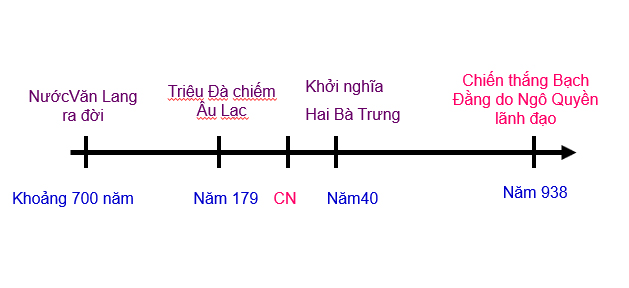 NướcVăn Lang
ra đời
Triệu Đà chiếm
Âu Lạc
Khởi nghĩa
Hai Bà Trưng
Chiến thắng Bạch
Đằng do Ngô Quyền
lãnh đạo
Khoảng 700 năm
Năm 179
CN
Năm40
Năm 938